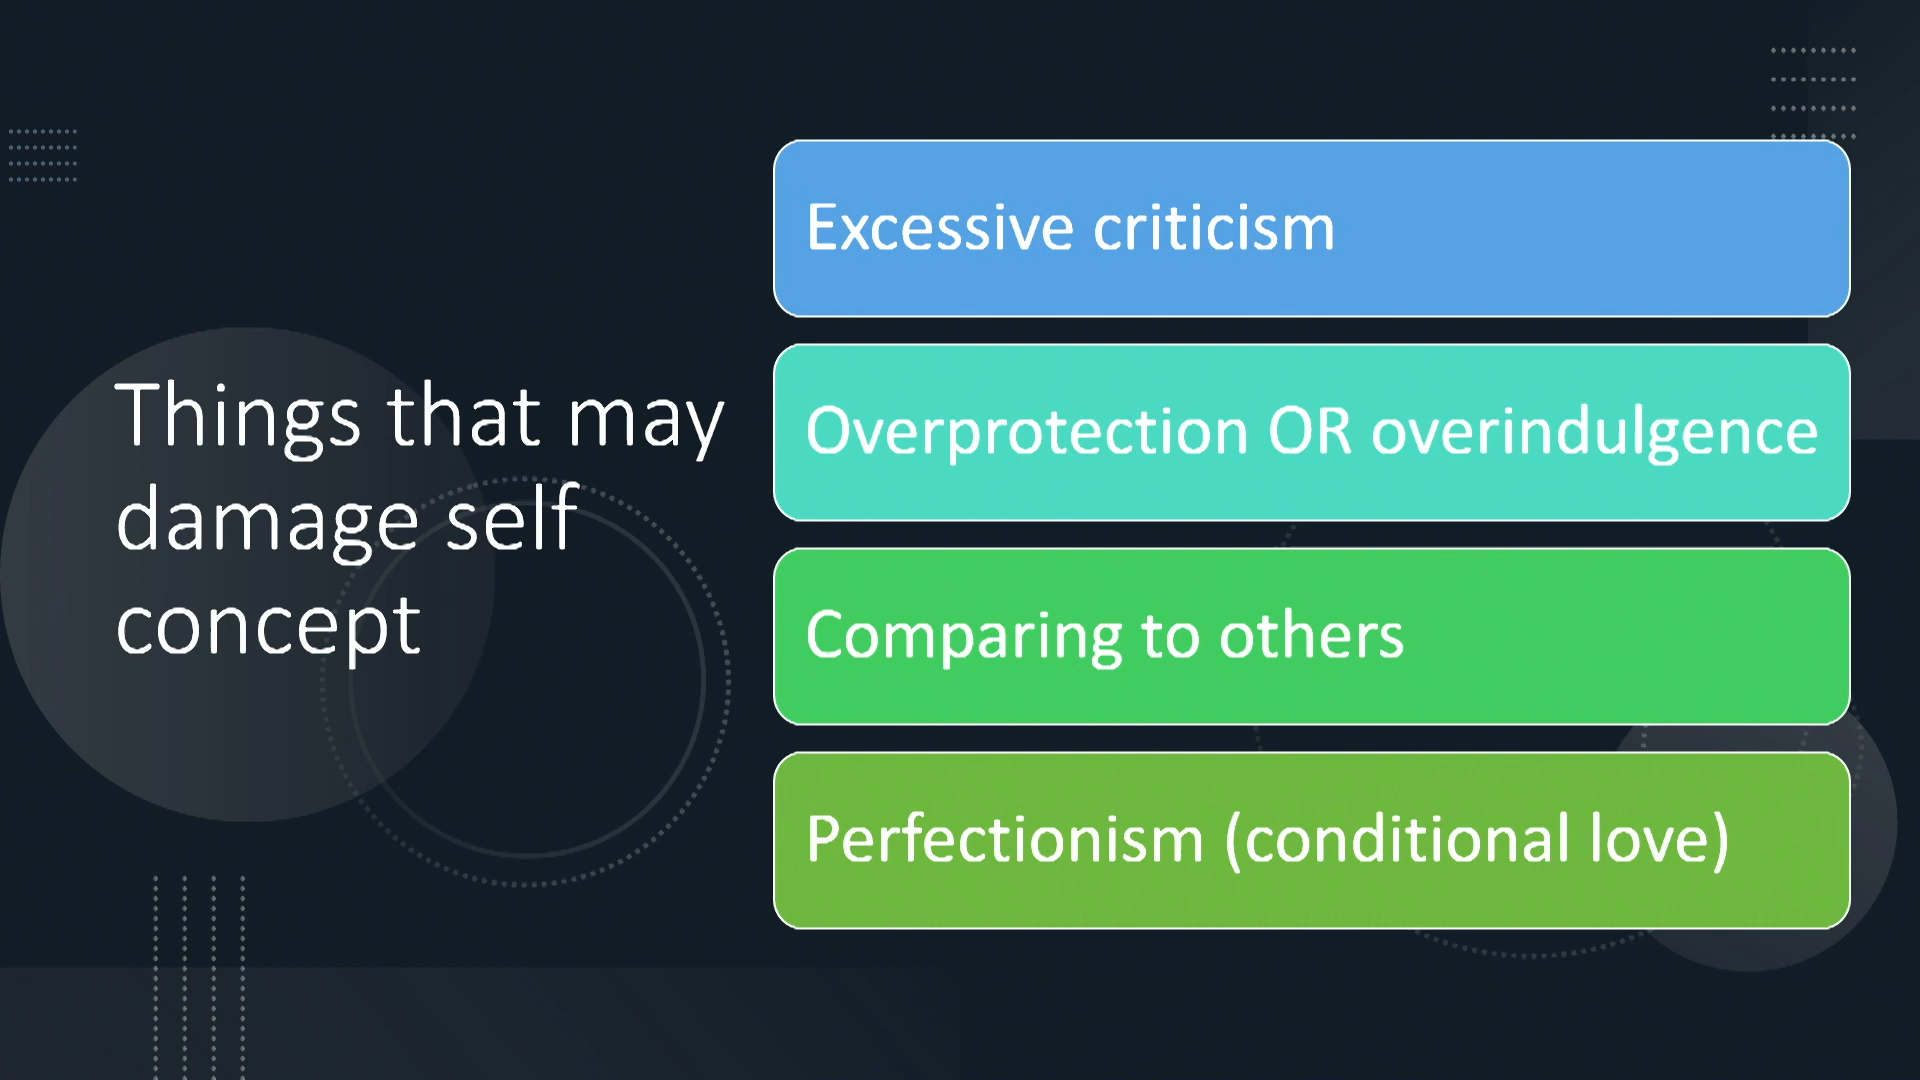 Things that may
damage self
concept
Excessive criticism
Overprotection OR overindulgence
Comparing to others
Perfectionism (conditional love)